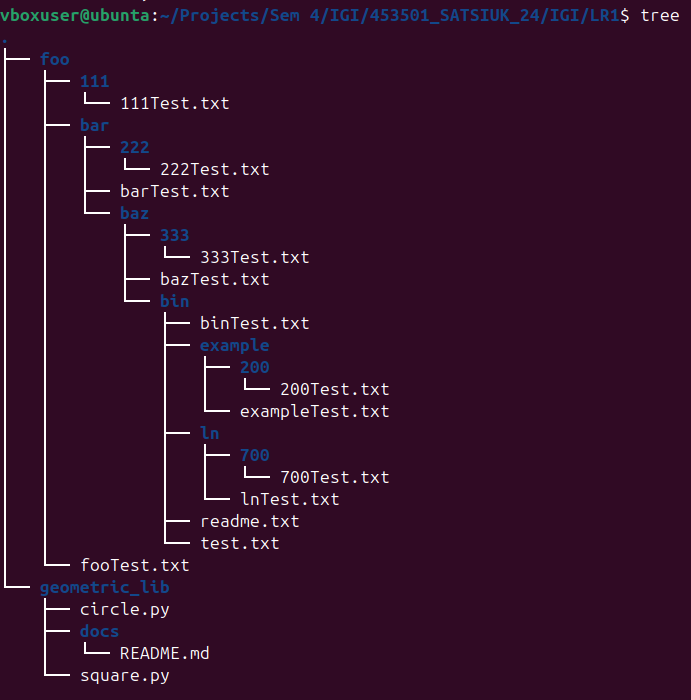 vboxuser@ubunta:~/Projects/Sem 4/IGI/453501_SATSIUK_24/IGI/LR1$ tree
.
├── foo
│   ├── 111
│   │   └── 111Test.txt
│   ├── bar
│   │   ├── 222
│   │   │   └── 222Test.txt
│   │   ├── barTest.txt
│   │   └── baz
│   │       ├── 333
│   │       │   └── 333Test.txt
│   │       ├── bazTest.txt
│   │       └── bin
│   │           ├── binTest.txt
│   │           ├── example
│   │           │   ├── 200
│   │           │   │   └── 200Test.txt
│   │           │   └── exampleTest.txt
│   │           ├── ln
│   │           │   ├── 700
│   │           │   │   └── 700Test.txt
│   │           │   └── lnTest.txt
│   │           ├── readme.txt
│   │           └── test.txt
│   └── fooTest.txt
└── geometric_lib
    ├── circle.py
    ├── docs
    │   └── README.md
    └── square.py